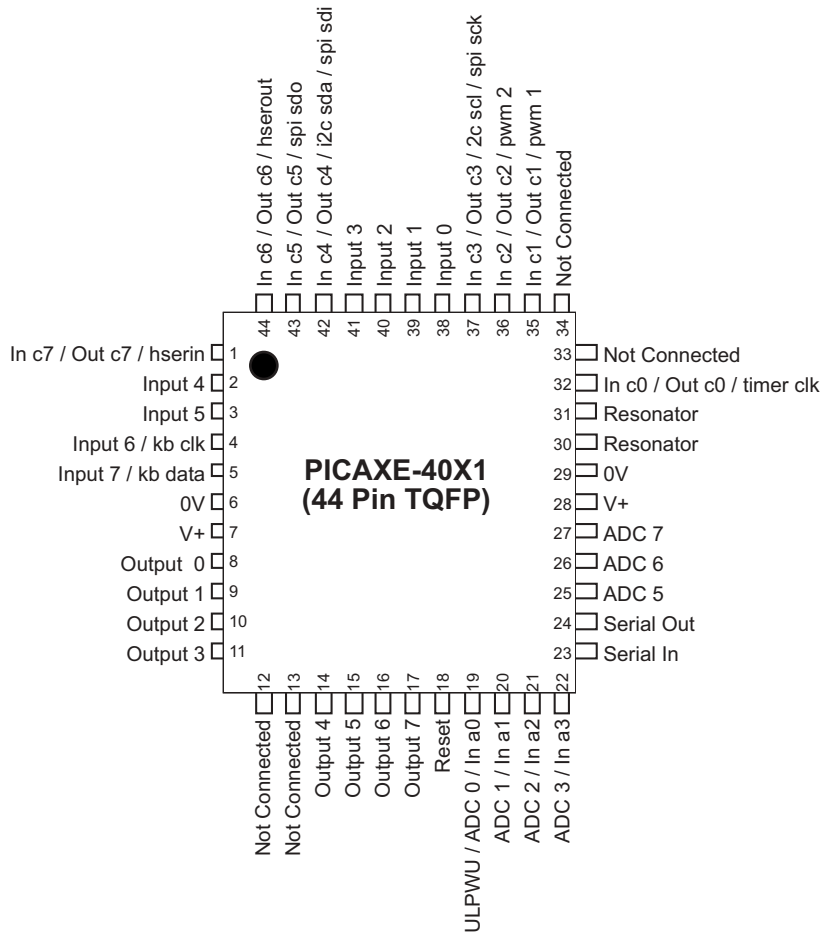 In c6 / Out c6 / hserout
In c5 / Out c5 / spi sdo
In c4 / Out c4 / i2c sda / spi sdi
Input 3
Input 2
Input 1
Input 0
In c3 / Out c3 / 2c scl / spi sck
In c2 / Out c2 / pwm 2
In c1 / Out c1 / pwm 1
Not Connected
44
43
42
41
40
39
38
37
36
35
34
In c7 / Out c7 / hserin 1
Input 4 2
Input 5 3
Input 6 / kb clk 4
Input 7 / kb data 5
0V 6
V+ 7
Output 0 8
Output 1 9
Output 2 10
Output 3 11
PICAXE-40X1
(44 Pin TQFP)
33 Not Connected
32 In c0 / Out c0 / timer clk
31 Resonator
30 Resonator
29 0V
28 V+
27 ADC 7
26 ADC 6
25 ADC 5
24 Serial Out
23 Serial In
12
13
14
15
16
17
18
19
20
21
22
Not Connected
Not Connected
Output 4
Output 5
Output 6
Output 7
Reset
ULPWU / ADC 0 / In a0
ADC 1 / In a1
ADC 2 / In a2
ADC 3 / In a3